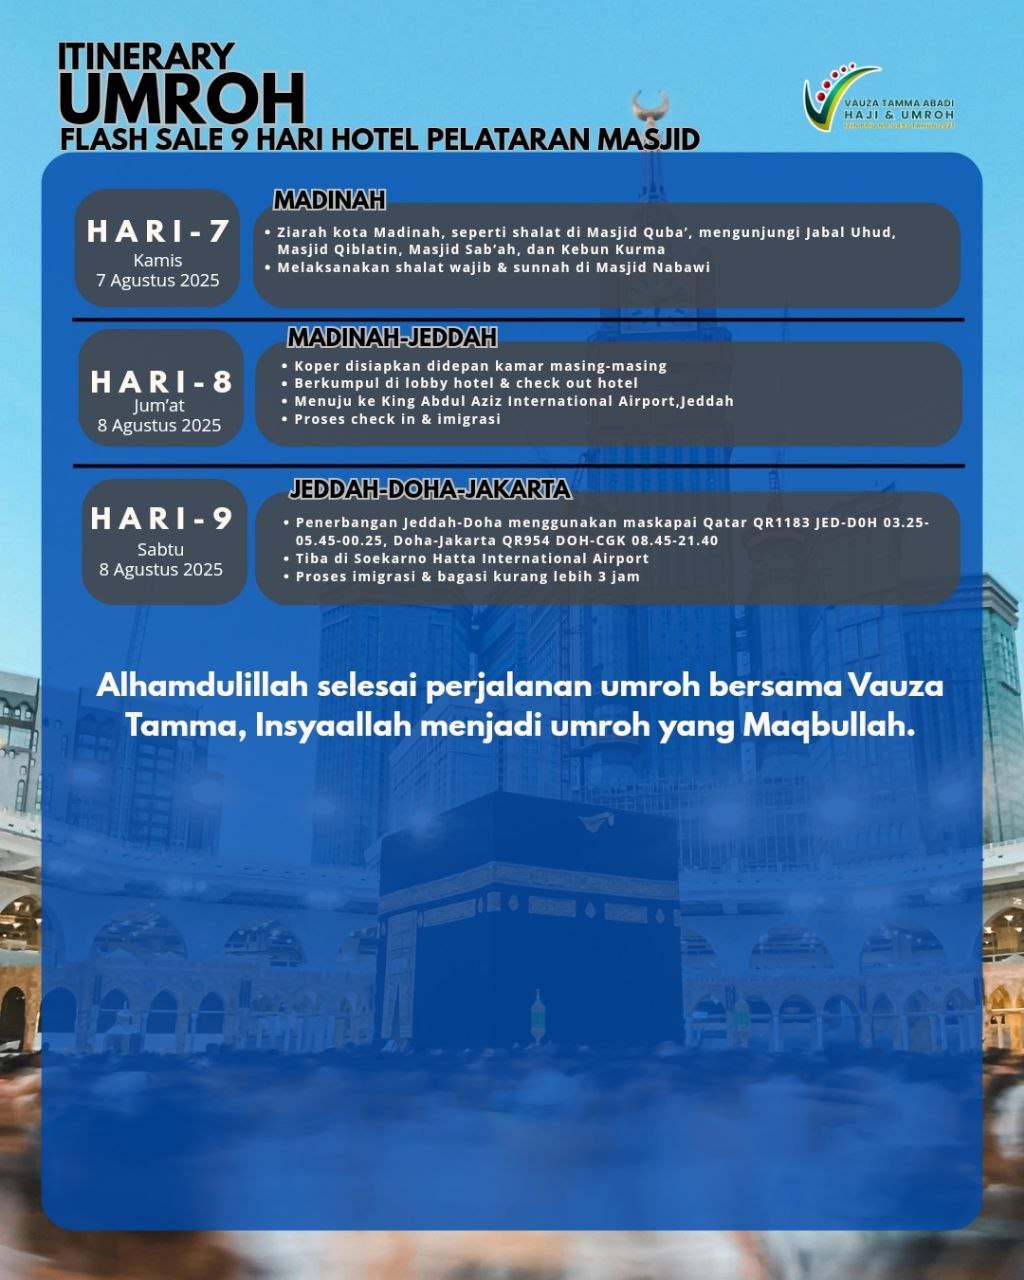 ITINERARY
UMROH
FLASH SALE 9 HARI HOTEL PELATARAN MASJID
VAUZA TAMMA ABADI
HAJI & UMROH
HARI-7
Kamis
7 Agustus 2025
MADINAH
• Ziarah kota Madinah, seperti shalat di Masjid Quba’, mengunjungi Jabal Uhud,
Masjid Qiblatin, Masjid Sab’ah, dan Kebun Kurma
• Melaksanakan shalat wajib & sunnah di Masjid Nabawi
HARI-8
Jum’at
8 Agustus 2025
MADINAH-JEDDAH
• Koper disiapkan didepan kamar masing-masing
• Berkumpul di lobby hotel & check out hotel
• Menuju ke King Abdul Aziz International Airport,Jeddah
• Proses check in & imigrasi
HARI-9
Sabtu
8 Agustus 2025
JEDDAH-DOHA-JAKARTA
• Penerbangan Jeddah-Doha menggunakan maskapai Qatar QR1183 JED-D0H 03.25-
05.45-00.25, Doha-Jakarta QR954 DOH-CGK 08.45-21.40
• Tiba di Soekarno Hatta International Airport
• Proses imigrasi & bagasi kurang lebih 3 jam
Alhamdulillah selesai perjalanan umroh bersama Vauza
Tamma, Insyaallah menjadi umroh yang Maqbullah.